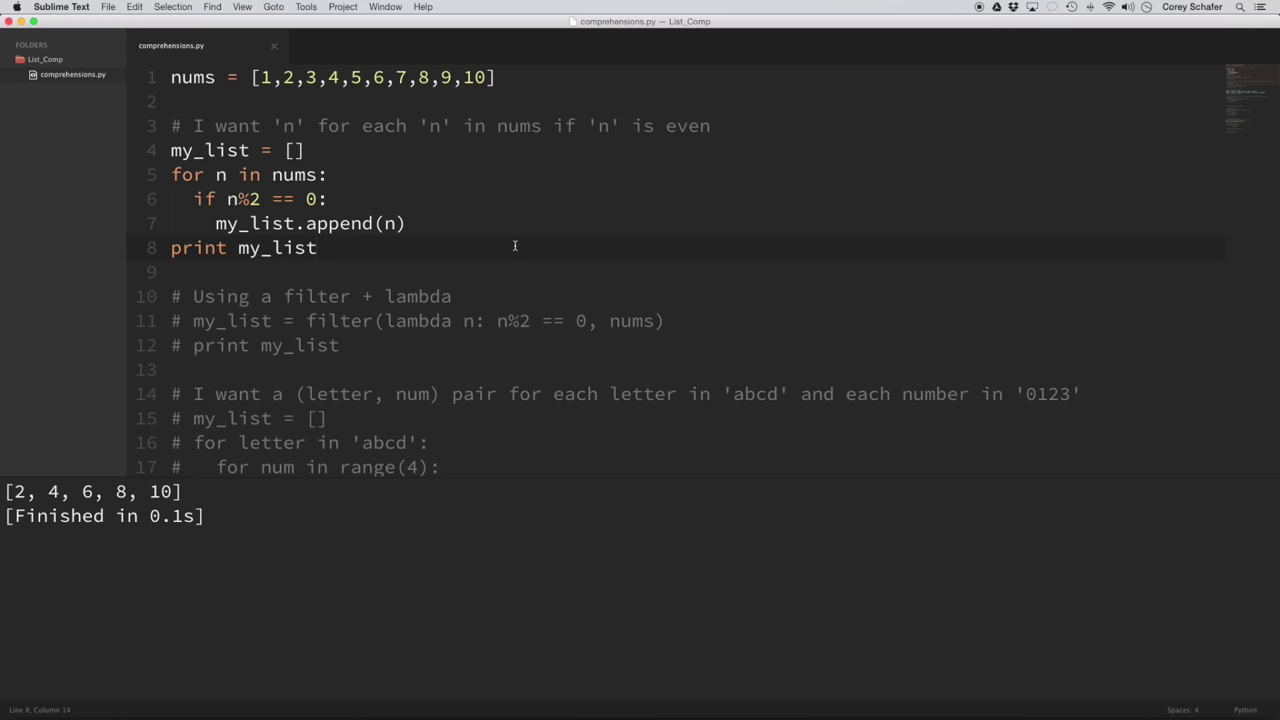 Sublime Text File Edit Selection Find View Goto Tools Project Window Help Corey Schafer
comprehensions.py — List_Comp
FOLDERS
List_Comp
comprehensions.py
comprehensions.py
1 nums = [1,2,3,4,5,6,7,8,9,10]
2
3 # I want 'n' for each 'n' in nums if 'n' is even
4 my_list = []
5 for n in nums:
6 if n%2 == 0:
7 my_list.append(n)
8 print my_list
9
10 # Using a filter + lambda
11 # my_list = filter(lambda n: n%2 == 0, nums)
12 # print my_list
13
14 # I want a (letter, num) pair for each letter in 'abcd' and each number in '0123'
15 # my_list = []
16 # for letter in 'abcd':
17 # for num in range(4):
[2, 4, 6, 8, 10]
[Finished in 0.1s]
Line 8, Column 14 Spaces: 4 Python